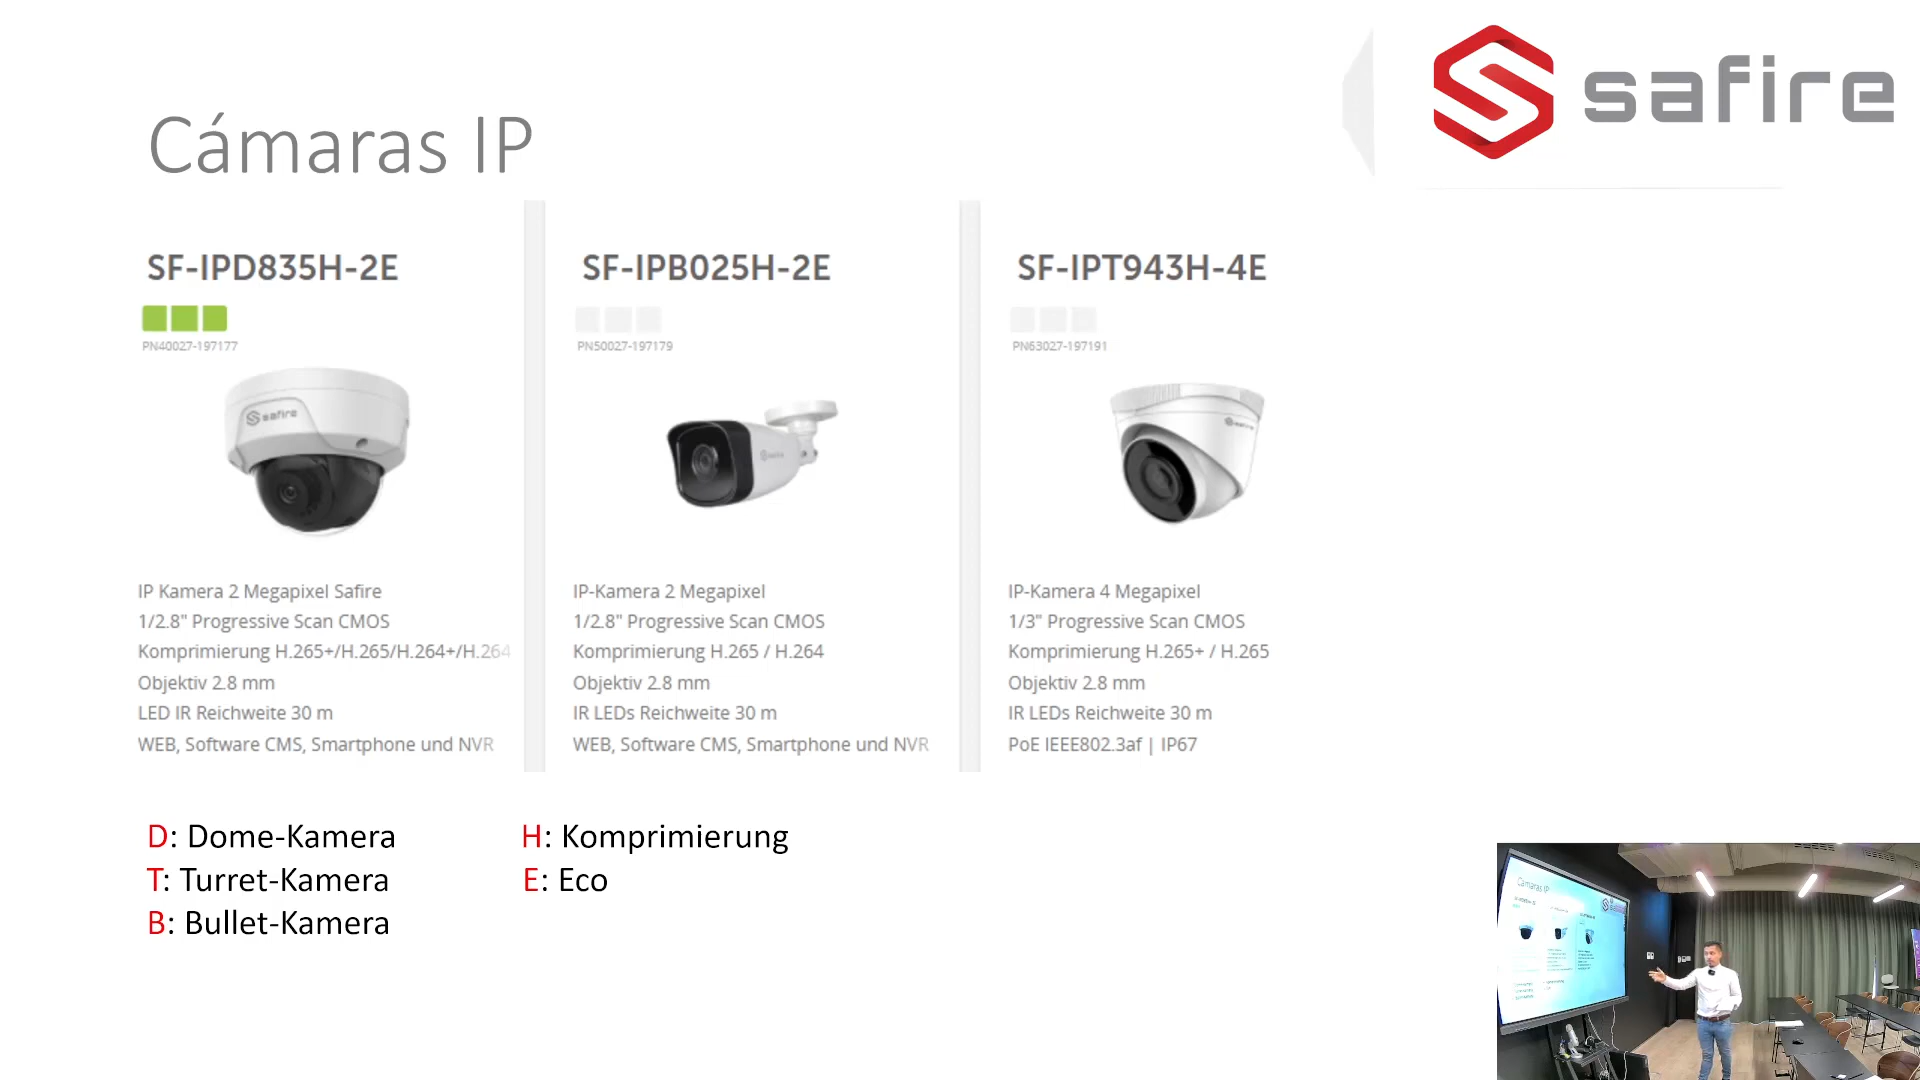 safire
Cámaras IP
SF-IPD835H-2E
PN40027-197177
safire
IP Kamera 2 Megapixel Safire
1/2.8" Progressive Scan CMOS
Komprimierung H.265+/H.265/H.264+/H.264
Objektiv 2.8 mm
LED IR Reichweite 30 m
WEB, Software CMS, Smartphone und NVR
SF-IPB025H-2E
PN50027-197179
safire
IP-Kamera 2 Megapixel
1/2.8" Progressive Scan CMOS
Komprimierung H.265 / H.264
Objektiv 2.8 mm
IR LEDs Reichweite 30 m
WEB, Software CMS, Smartphone und NVR
SF-IPT943H-4E
PN63027-197191
safire
IP-Kamera 4 Megapixel
1/3" Progressive Scan CMOS
Komprimierung H.265+ / H.265
Objektiv 2.8 mm
IR LEDs Reichweite 30 m
PoE IEEE802.3af | IP67
D: Dome-Kamera
T: Turret-Kamera
B: Bullet-Kamera
H: Komprimierung
E: Eco
Cámaras IP